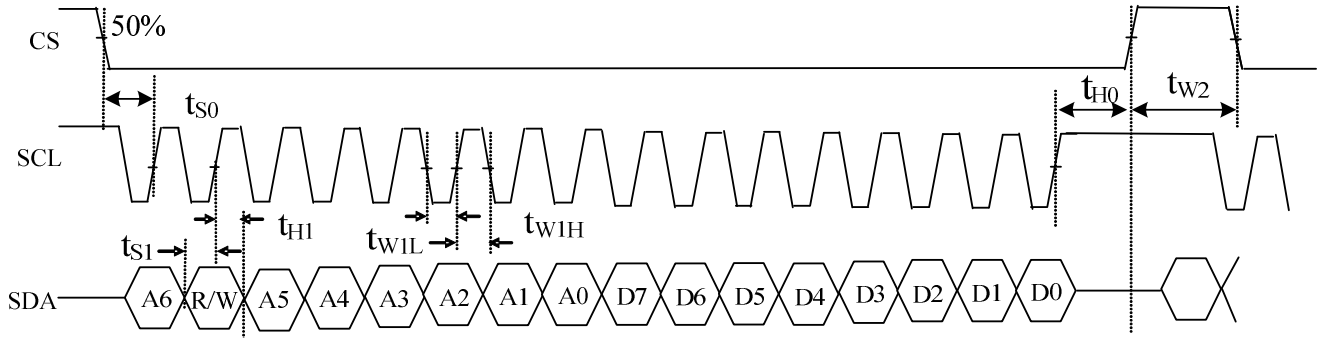 CS 50%
tS0 tH0 tW2
SCL
tS1 tH1 tW1L tW1H
SDA A6 R/W A5 A4 A3 A2 A1 A0 D7 D6 D5 D4 D3 D2 D1 D0